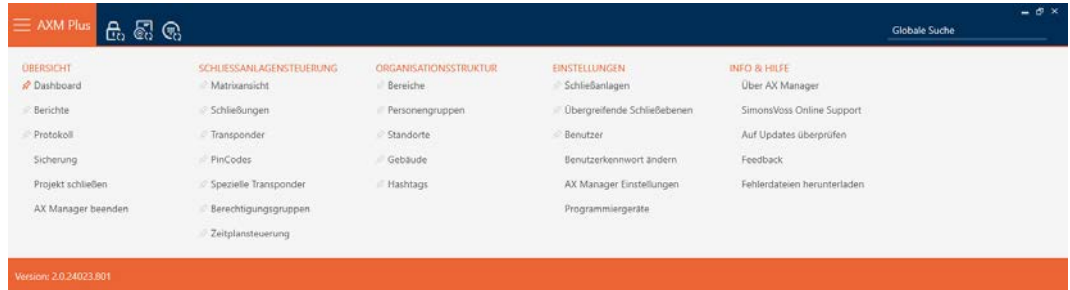 AXM Plus
Globale Suche
ÜBERSICHT
Dashboard
Berichte
Protokoll
Sicherung
Projekt schließen
AX Manager beenden
SCHLIESSANLAGENSTEUERUNG
Matrixansicht
Schließungen
Transponder
PinCodes
Spezielle Transponder
Berechtigungsgruppen
Zeitplansteuerung
ORGANISATIONSSTRUKTUR
Bereiche
Personengruppen
Standorte
Gebäude
Hashtags
EINSTELLUNGEN
Schließanlagen
Übergreifende Schließebenen
Benutzer
Benutzerkennwort ändern
AX Manager Einstellungen
Programmiergeräte
INFO & HILFE
Über AX Manager
SimonsVoss Online Support
Auf Updates überprüfen
Feedback
Fehlerdateien herunterladen
Version: 2.0.24023.801